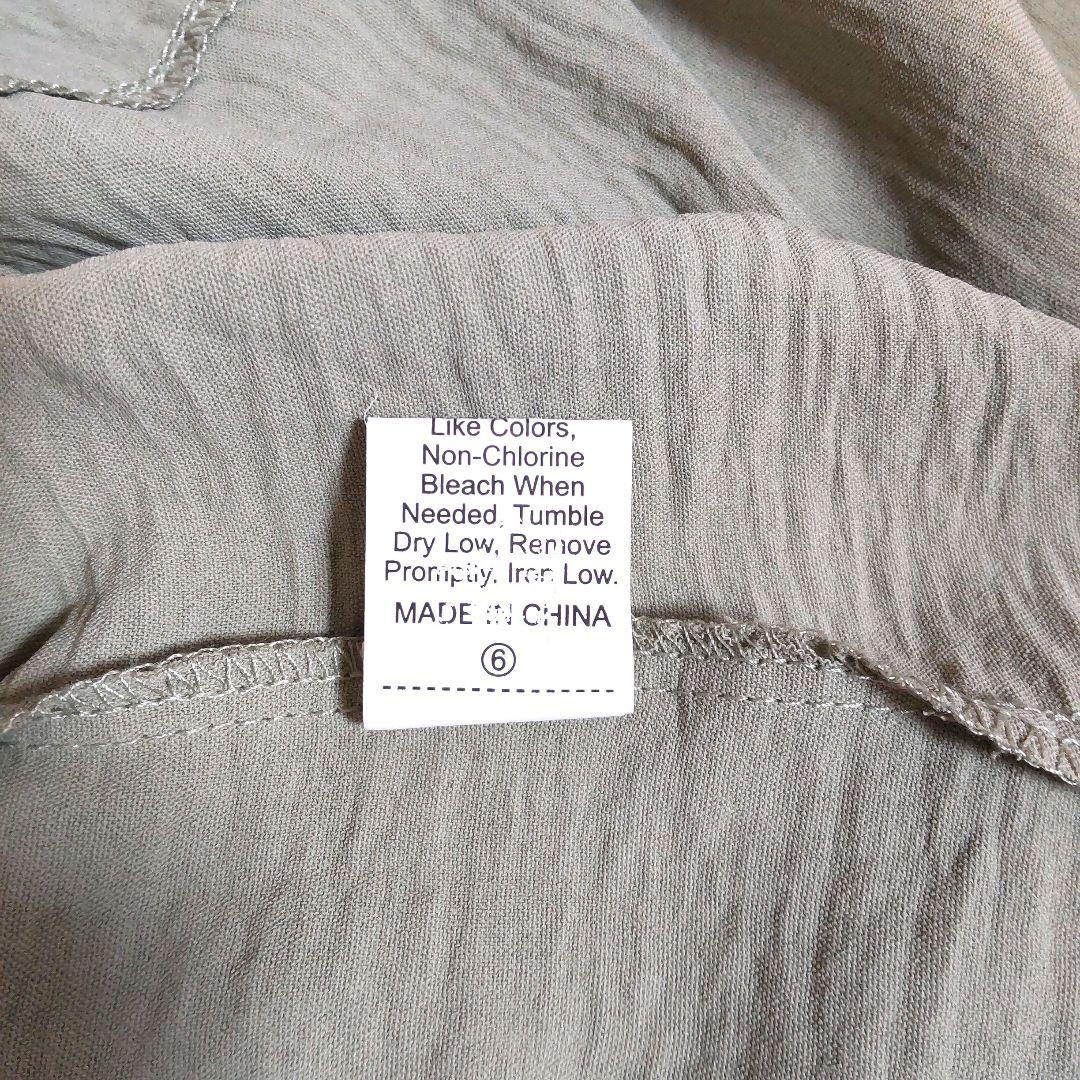 Like Colors,
Non-Chlorine
Bleach When
Needed, Tumble
Dry Low, Remove
Promptly, Iron Low.
MADE IN CHINA
⑥